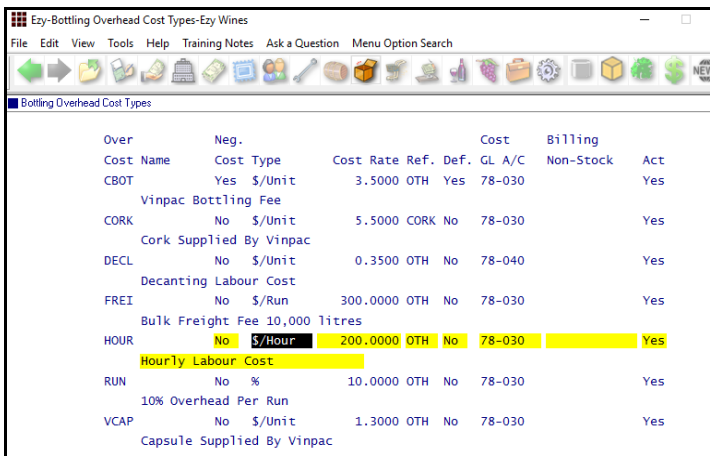 Ezy-Bottling Overhead Cost Types-Ezy Wines
File Edit View Tools Help Training Notes Ask a Question Menu Option Search
NEW
Bottling Overhead Cost Types
Over Neg. Cost Billing
Cost Name Cost Type Cost Rate Ref. Def. GL A/C Non-Stock Act
CBOT Yes $/Unit 3.5000 OTH Yes 78-030 Yes
Vinpac Bottling Fee
CORK No $/Unit 5.5000 CORK No 78-030 Yes
Cork Supplied By Vinpac
DECL No $/Unit 0.3500 OTH No 78-040 Yes
Decanting Labour Cost
FREI No $/Run 300.0000 OTH No 78-030 Yes
Bulk Freight Fee 10,000 litres
HOUR No $/Hour 200.0000 OTH No 78-030 Yes
Hourly Labour Cost
RUN No % 10.0000 OTH No 78-030 Yes
10% Overhead Per Run
VCAP No $/Unit 1.3000 OTH No 78-030 Yes
Capsule Supplied By Vinpac